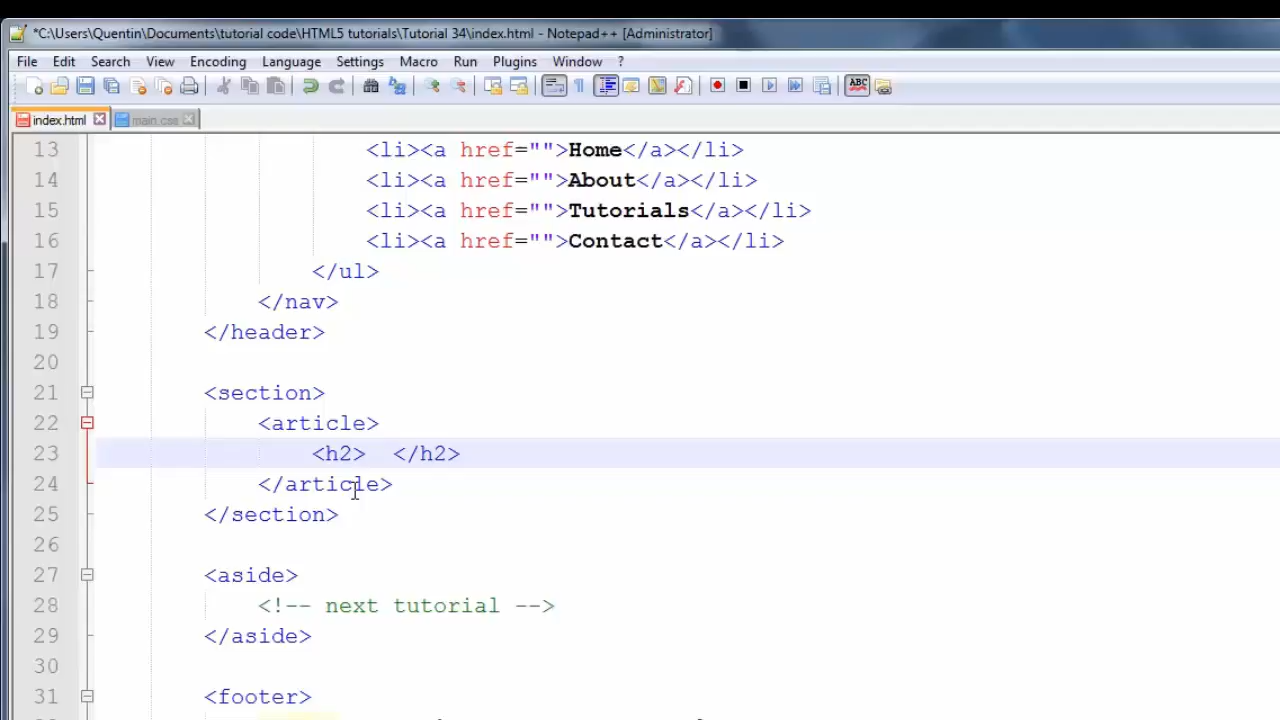 *C:\Users\Quentin\Documents\tutorial code\HTML5 tutorials\Tutorial 34\index.html - Notepad++ [Administrator]
File Edit Search View Encoding Language Settings Macro Run Plugins Window ?
ABC
index.html main.css
13 <li><a href="">Home</a></li>
14 <li><a href="">About</a></li>
15 <li><a href="">Tutorials</a></li>
16 <li><a href="">Contact</a></li>
17 </ul>
18 </nav>
19 </header>
20
21 <section>
22 <article>
23 <h2>  </h2>
24 </article>
25 </section>
26
27 <aside>
28 <!-- next tutorial -->
29 </aside>
30
31 <footer>